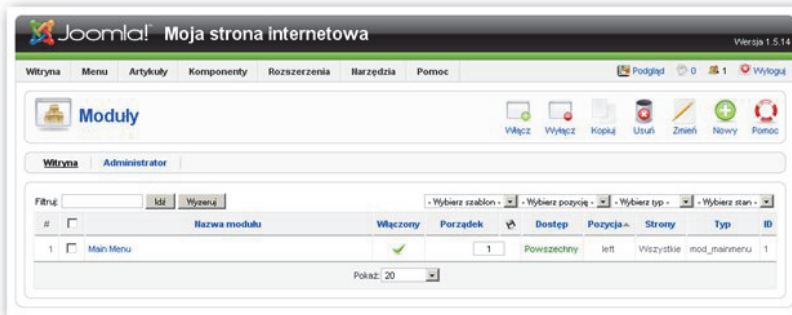 Joomla! Moja strona internetowa
Wersja 1.5.14
Witryna Menu Artykuły Komponenty Rozszerzenia Narzędzia Pomoc Podgląd 0 1 Wyloguj
Moduły
Włącz Wyłącz Kopiuj Usuń Zmień Nowy Pomoc
Witryna Administrator
Filtruj: Idź Wyzeruj - Wybierz szablon - - Wybierz pozycję - - Wybierz typ - - Wybierz stan -
# Nazwa modułu Włączony Porządek Dostęp Pozycja Strony Typ ID
1 Main Menu 1 Powszechny left Wszystkie mod_mainmenu 1
Pokaż: 20